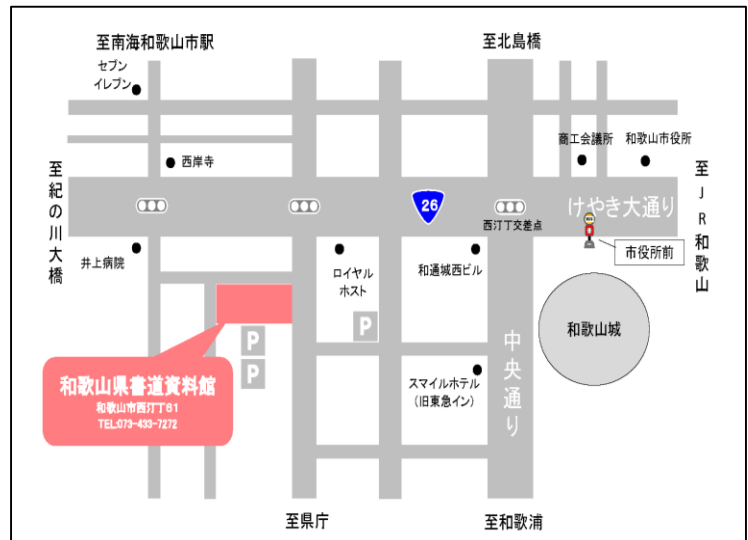 至南海和歌山市駅
至北島橋
セブン
イレブン
商工会議所
和歌山市役所
西岸寺
至紀の川大橋
26
けやき大通り
至JR和歌山
西汀丁交差点
市役所前
井上病院
ロイヤル
ホスト
和通城西ビル
P
和歌山城
中央通り
P
P
スマイルホテル
(旧東急イン)
和歌山県書道資料館
和歌山市西汀丁61
TEL:073-433-7272
至県庁
至和歌浦